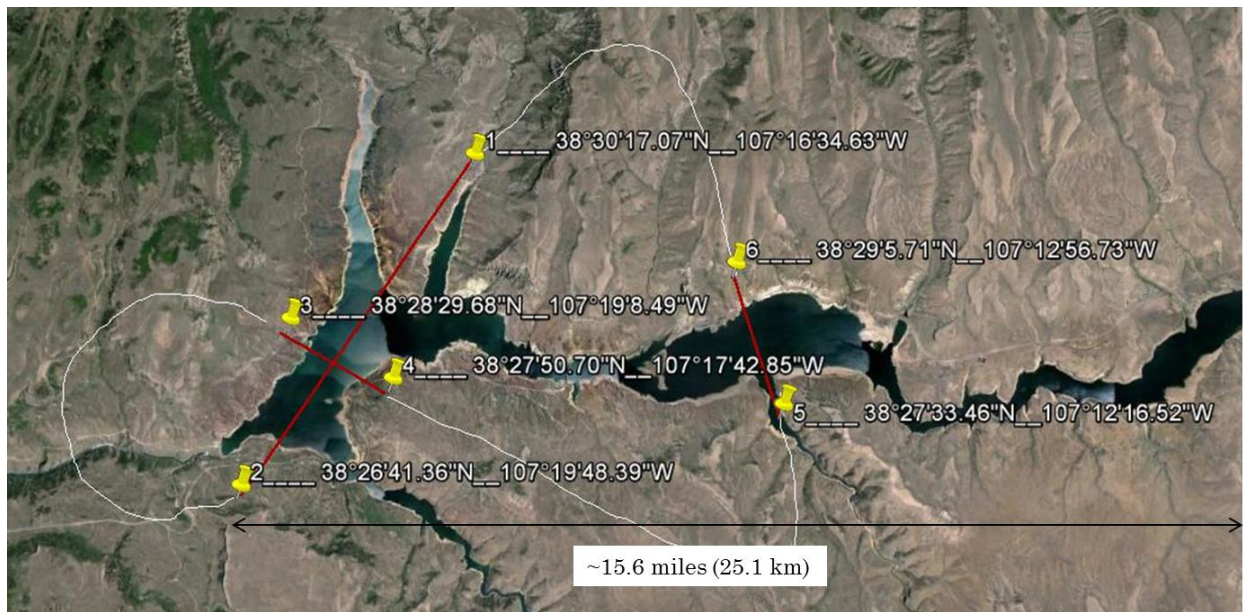 1____ 38°30'17.07"N__107°16'34.63"W
6____ 38°29'5.71"N__107°12'56.73"W
3____ 38°28'29.68"N__107°19'8.49"W
4____ 38°27'50.70"N__107°17'42.85"W
5____ 38°27'33.46"N__107°12'16.52"W
2____ 38°26'41.36"N__107°19'48.39"W
~15.6 miles (25.1 km)